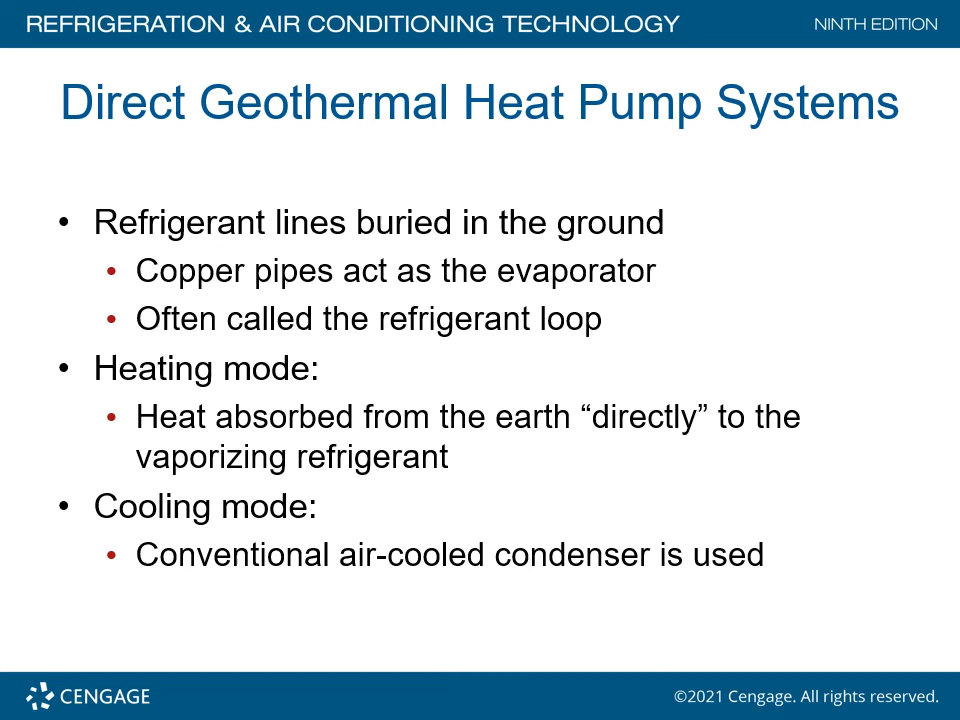 REFRIGERATION & AIR CONDITIONING TECHNOLOGY
NINTH EDITION
Direct Geothermal Heat Pump Systems
• Refrigerant lines buried in the ground
• Copper pipes act as the evaporator
• Often called the refrigerant loop
• Heating mode:
• Heat absorbed from the earth “directly” to the
vaporizing refrigerant
• Cooling mode:
• Conventional air-cooled condenser is used
CENGAGE
©2021 Cengage. All rights reserved.